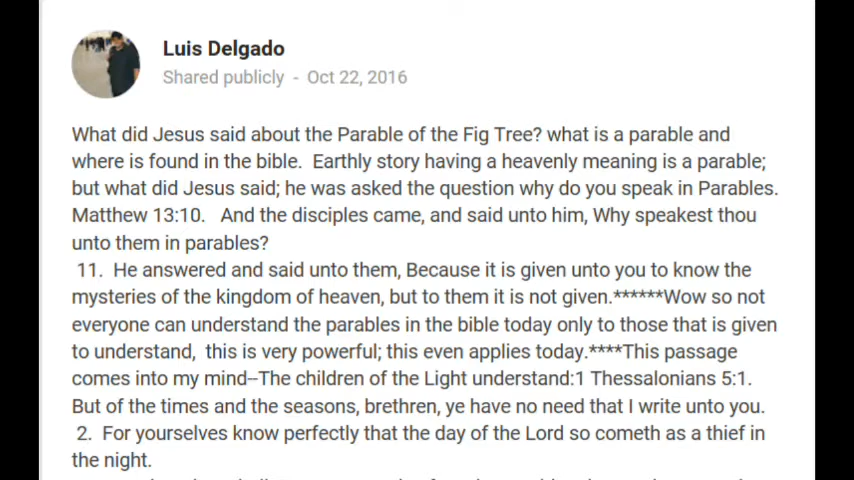 Luis Delgado
Shared publicly - Oct 22, 2016
What did Jesus said about the Parable of the Fig Tree? what is a parable and
where is found in the bible.  Earthly story having a heavenly meaning is a parable;
but what did Jesus said; he was asked the question why do you speak in Parables.
Matthew 13:10.   And the disciples came, and said unto him, Why speakest thou
unto them in parables?
11.  He answered and said unto them, Because it is given unto you to know the
mysteries of the kingdom of heaven, but to them it is not given.******Wow so not
everyone can understand the parables in the bible today only to those that is given
to understand,  this is very powerful; this even applies today.****This passage
comes into my mind--The children of the Light understand:1 Thessalonians 5:1.
But of the times and the seasons, brethren, ye have no need that I write unto you.
2.  For yourselves know perfectly that the day of the Lord so cometh as a thief in
the night.